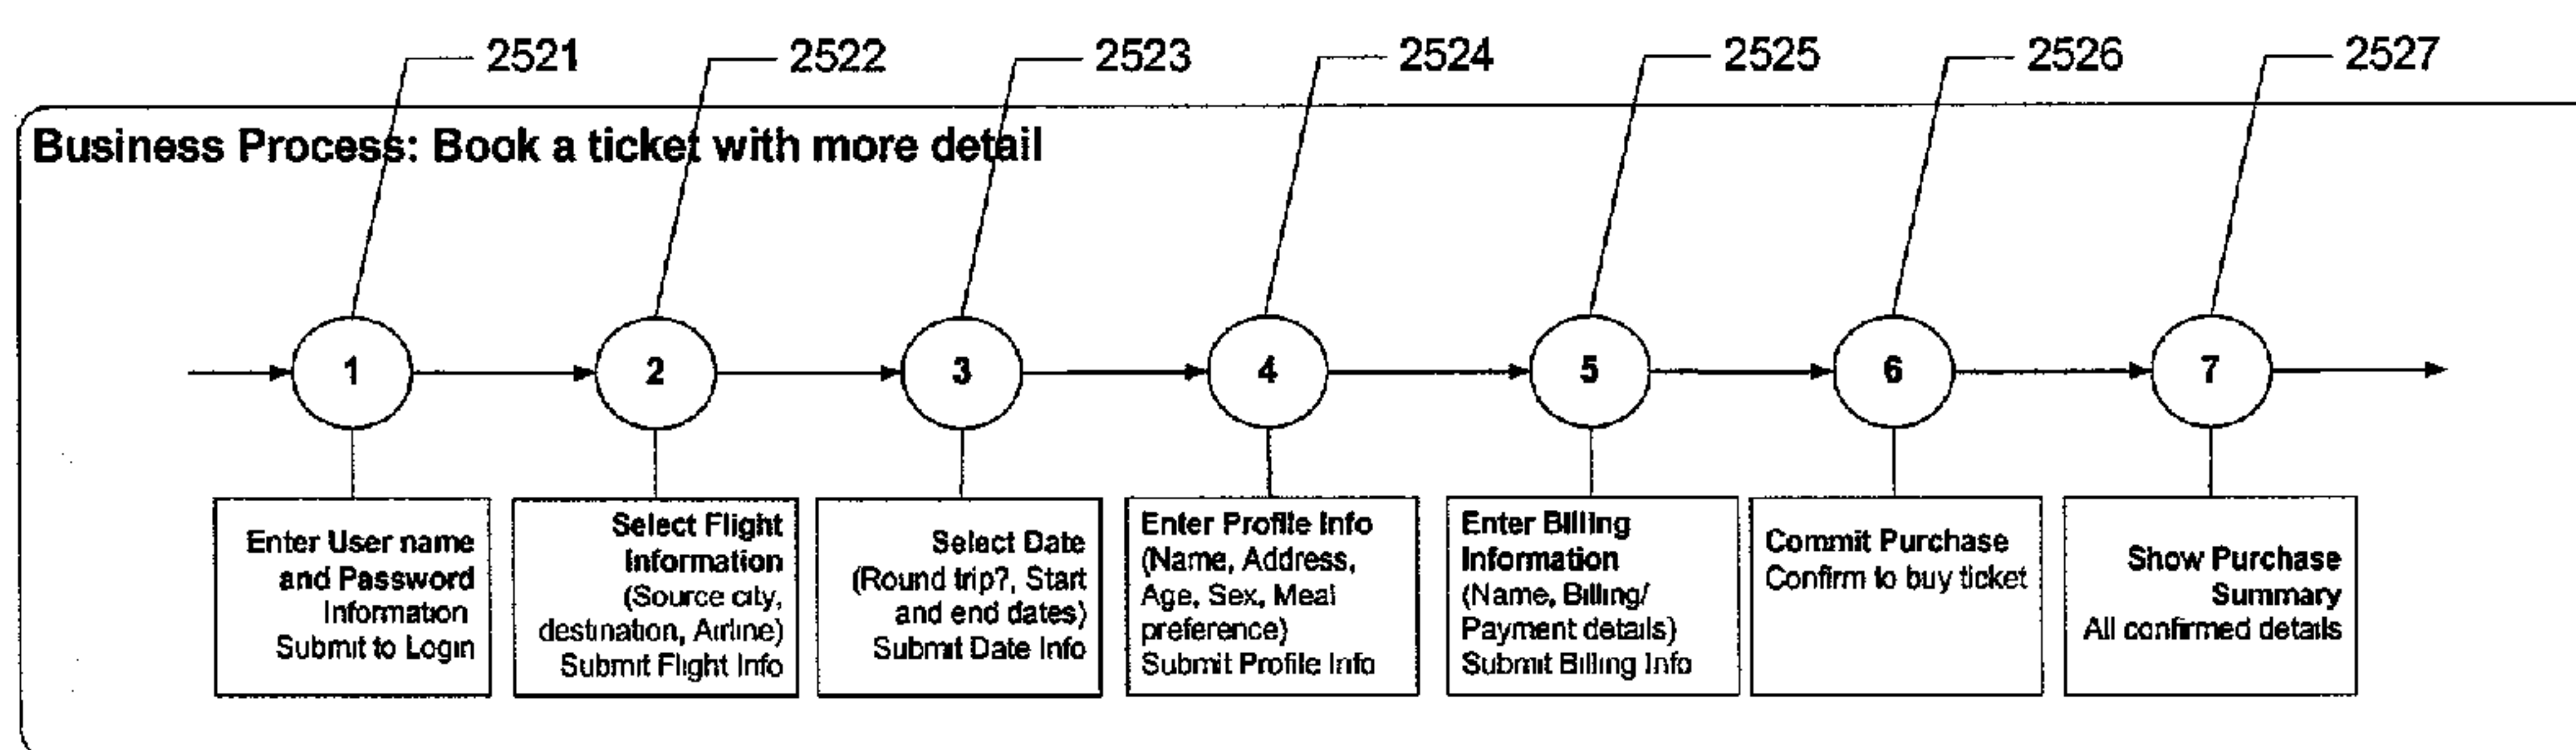 2521
2522
2523
2524
2525
2526
2527
Business Process: Book a ticket with more detail
1
2
3
4
5
6
7
Enter User name
and Password
Information
Submit to Login
Select Flight
Information
(Source city,
destination, Airline)
Submit Flight Info
Select Date
(Round trip?, Start
and end dates)
Submit Date Info
Enter Profile Info
(Name, Address,
Age, Sex, Meal
preference)
Submit Profile Info
Enter Billing
Information
(Name, Billing/
Payment details)
Submit Billing Info
Commit Purchase
Confirm to buy ticket
Show Purchase
Summary
All confirmed details